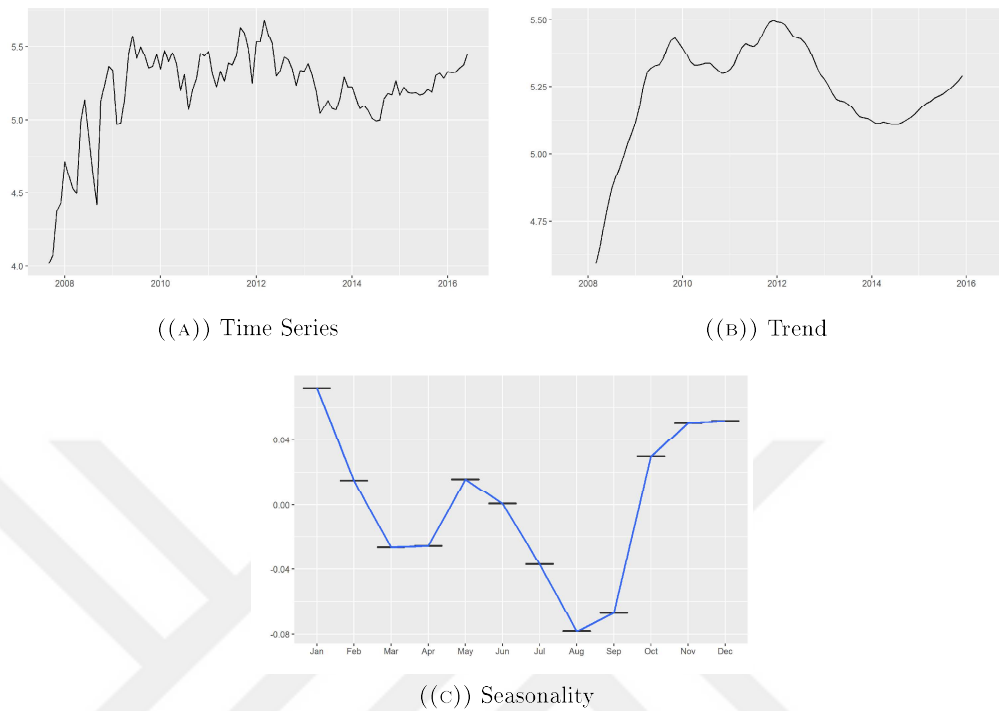 5.5
5.0
4.5
4.0
2008 2010 2012 2014 2016
((A)) Time Series
5.50
5.25
5.00
4.75
2008 2010 2012 2014 2016
((B)) Trend
0.04
0.00
-0.04
-0.08
Jan Feb Mar Apr May Jun Jul Aug Sep Oct Nov Dec
((C)) Seasonality